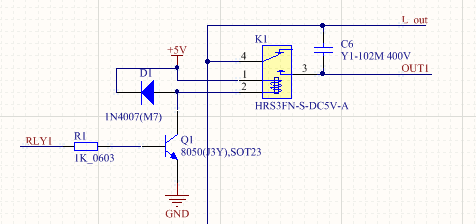 L_out
K1
+5V
C6
4
Y1-102M 400V
D1
3
OUT1
1
2
HRS3FN-S-DC5V-A
1N4007(M7)
RLY1
R1
Q1
1K_0603
8050(J3Y),SOT23
GND